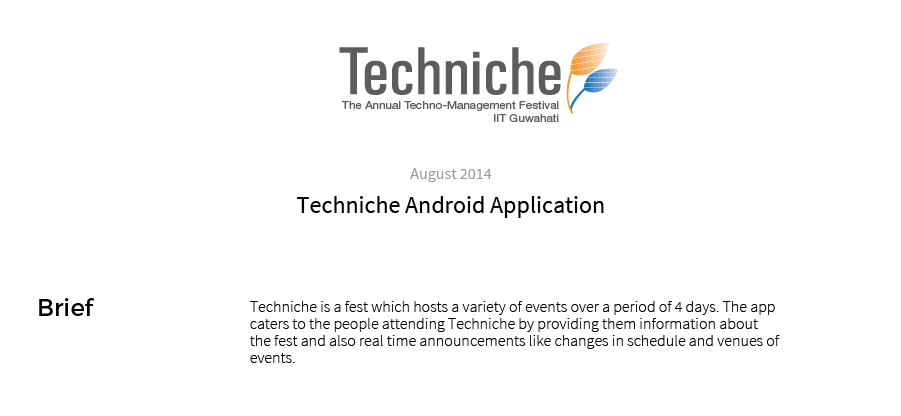 Techniche
The Annual Techno-Management Festival
IIT Guwahati
August 2014
Techniche Android Application
Brief
Techniche is a fest which hosts a variety of events over a period of 4 days. The app
caters to the people attending Techniche by providing them information about
the fest and also real time announcements like changes in schedule and venues of
events.